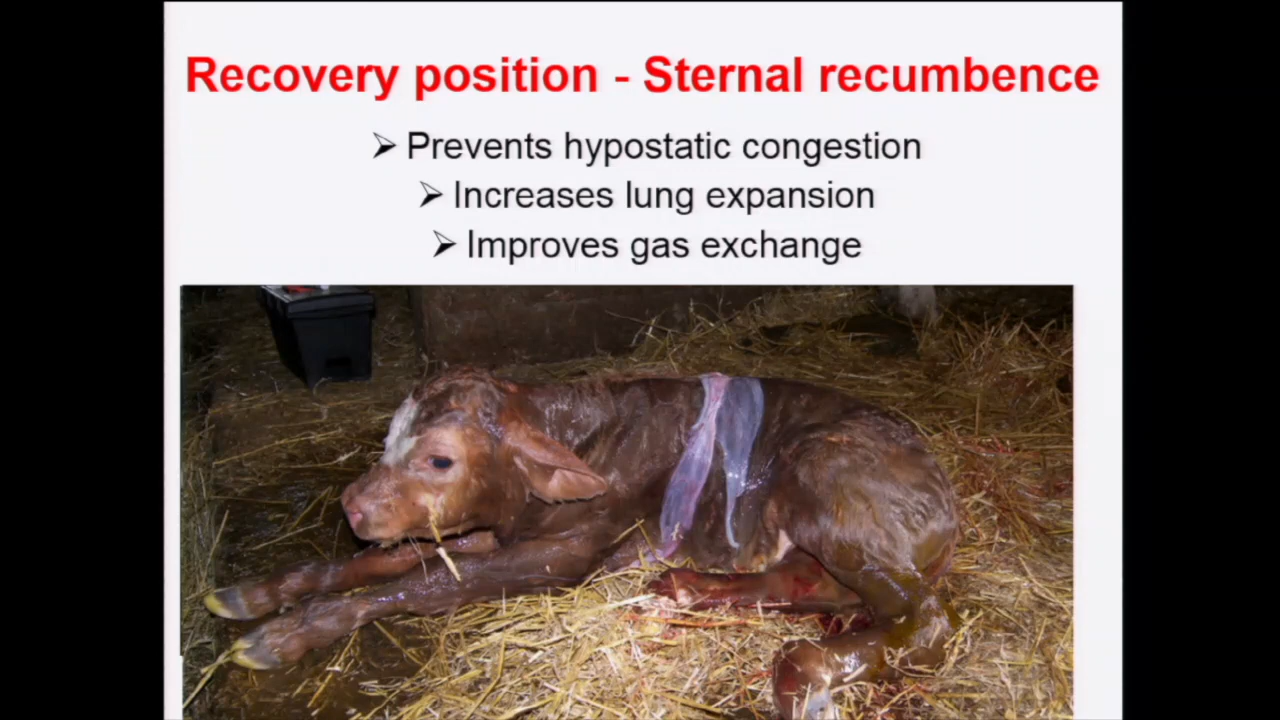 Recovery position - Sternal recumbence
➢ Prevents hypostatic congestion
➢ Increases lung expansion
➢ Improves gas exchange